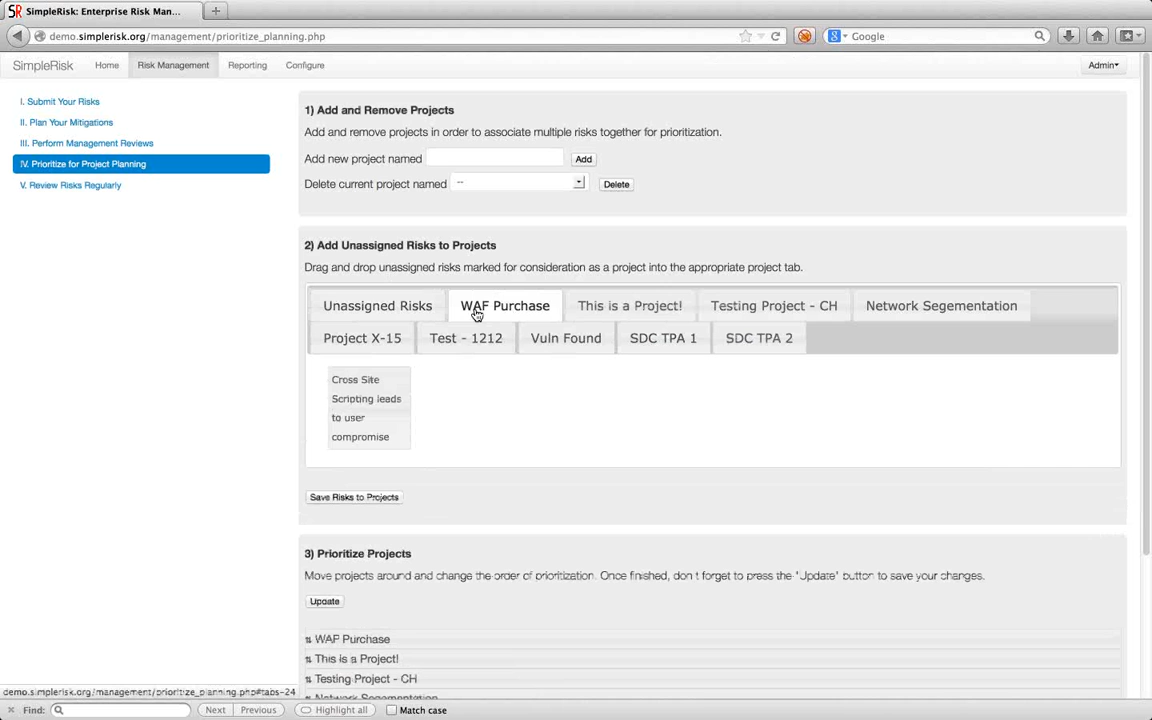 SimpleRisk: Enterprise Risk Man...
demo.simplerisk.org/management/prioritize_planning.php
Google
SimpleRisk Home Risk Management Reporting Configure Admin
I. Submit Your Risks
II. Plan Your Mitigations
III. Perform Management Reviews
IV. Prioritize for Project Planning
V. Review Risks Regularly
1) Add and Remove Projects
Add and remove projects in order to associate multiple risks together for prioritization.
Add new project named Add
Delete current project named -- Delete
2) Add Unassigned Risks to Projects
Drag and drop unassigned risks marked for consideration as a project into the appropriate project tab.
Unassigned Risks WAF Purchase This is a Project! Testing Project - CH Network Segementation
Project X-15 Test - 1212 Vuln Found SDC TPA 1 SDC TPA 2
Cross Site
Scripting leads
to user
compromise
Save Risks to Projects
3) Prioritize Projects
Move projects around and change the order of prioritization. Once finished, don't forget to press the "Update" button to save your changes.
Update
WAF Purchase
This is a Project!
Testing Project - CH
Network Segementation
demo.simplerisk.org/management/prioritize_planning.php#tabs-24
Find: Next Previous Highlight all Match case